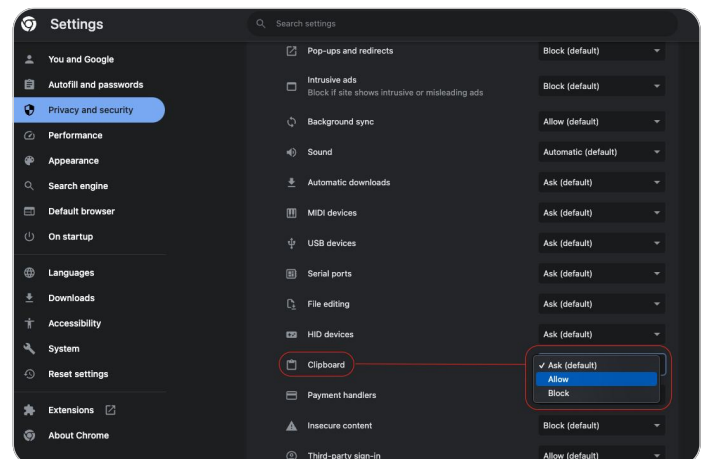 Settings
Search settings
You and Google
Autofill and passwords
Privacy and security
Performance
Appearance
Search engine
Default browser
On startup
Languages
Downloads
Accessibility
System
Reset settings
Extensions
About Chrome
Pop-ups and redirects Block (default)
Intrusive ads
Block if site shows intrusive or misleading ads
Block (default)
Background sync Allow (default)
Sound Automatic (default)
Automatic downloads Ask (default)
MIDI devices Ask (default)
USB devices Ask (default)
Serial ports Ask (default)
File editing Ask (default)
HID devices Ask (default)
Clipboard ✓ Ask (default)
Allow
Block
Payment handlers
Insecure content Block (default)
Third-party sign-in Allow (default)